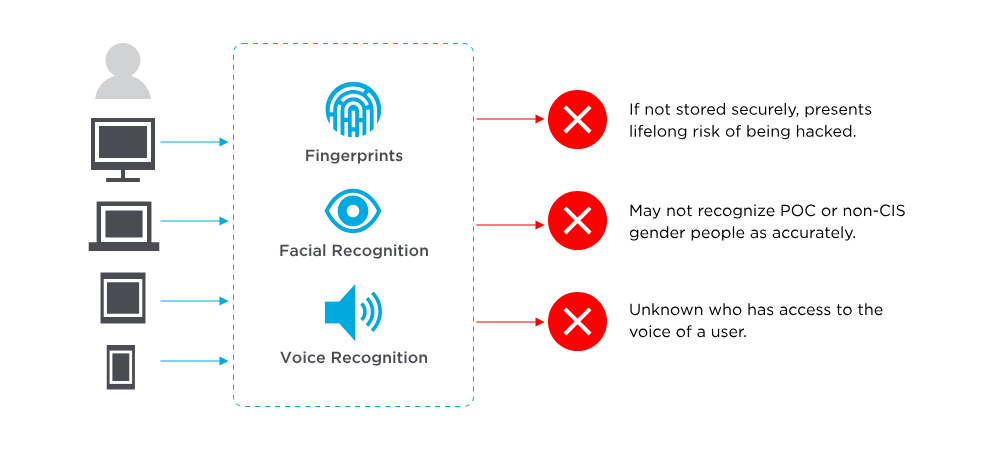 Fingerprints
If not stored securely, presents
lifelong risk of being hacked.
Facial Recognition
May not recognize POC or non-CIS
gender people as accurately.
Voice Recognition
Unknown who has access to the
voice of a user.